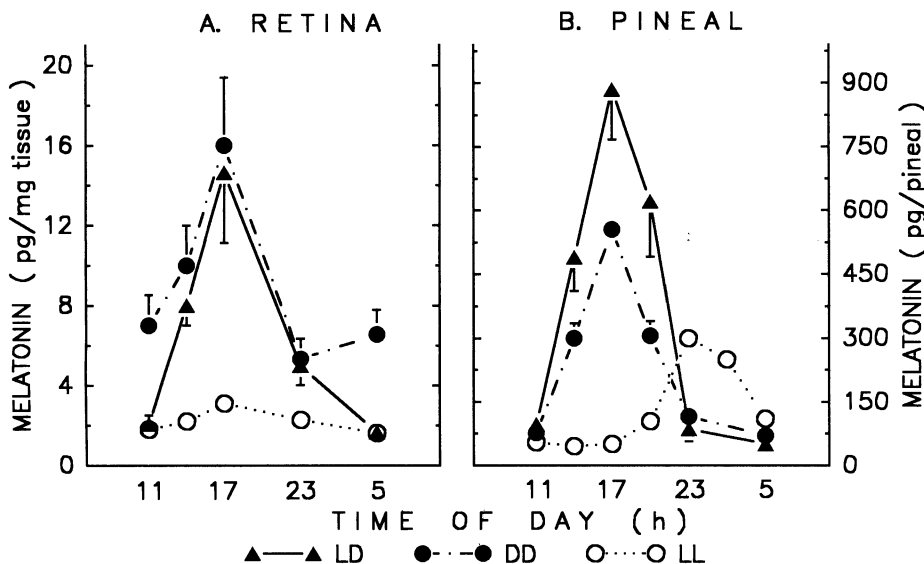 A. RETINA
B. PINEAL
MELATONIN ( pg/mg tissue)
20
16
12
8
4
0
11 17 23 5
900
750
600
450
300
150
0
MELATONIN ( pg/pineal)
11 17 23 5
TIME OF DAY (h)
LD DD LL